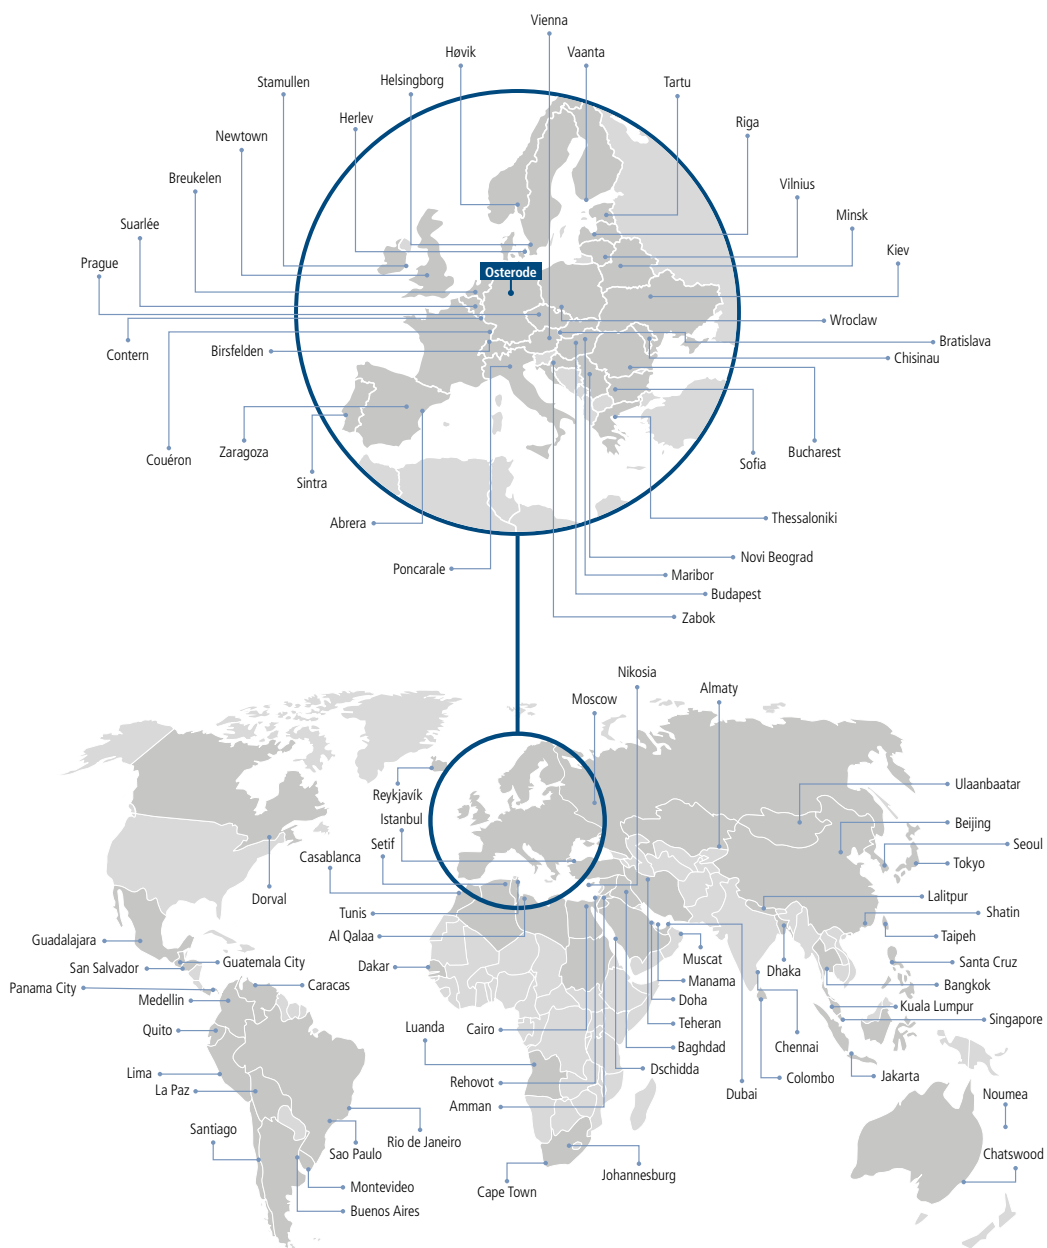 Vienna
Høvik
Vaanta
Stamullen
Helsingborg
Tartu
Herlev
Riga
Newtown
Breukelen
Vilnius
Suarlée
Minsk
Kiev
Prague
Osterode
Wroclaw
Bratislava
Contern
Birsfelden
Chisinau
Couéron
Zaragoza
Sofia
Bucharest
Sintra
Abrera
Thessaloniki
Novi Beograd
Poncarale
Maribor
Budapest
Zabok
Nikosia
Almaty
Moscow
Reykjavík
Ulaanbaatar
Istanbul
Beijing
Setif
Seoul
Casablanca
Tokyo
Dorval
Lalitpur
Tunis
Shatin
Al Qalaa
Taipeh
Guadalajara
Muscat
Guatemala City
Santa Cruz
San Salvador
Dakar
Dhaka
Manama
Caracas
Bangkok
Panama City
Medellin
Doha
Kuala Lumpur
Singapore
Quito
Luanda
Cairo
Teheran
Chennai
Baghdad
Lima
Dschidda
Colombo
Jakarta
La Paz
Rehovot
Dubai
Noumea
Amman
Santiago
Rio de Janeiro
Sao Paulo
Chatswood
Johannesburg
Montevideo
Cape Town
Buenos Aires